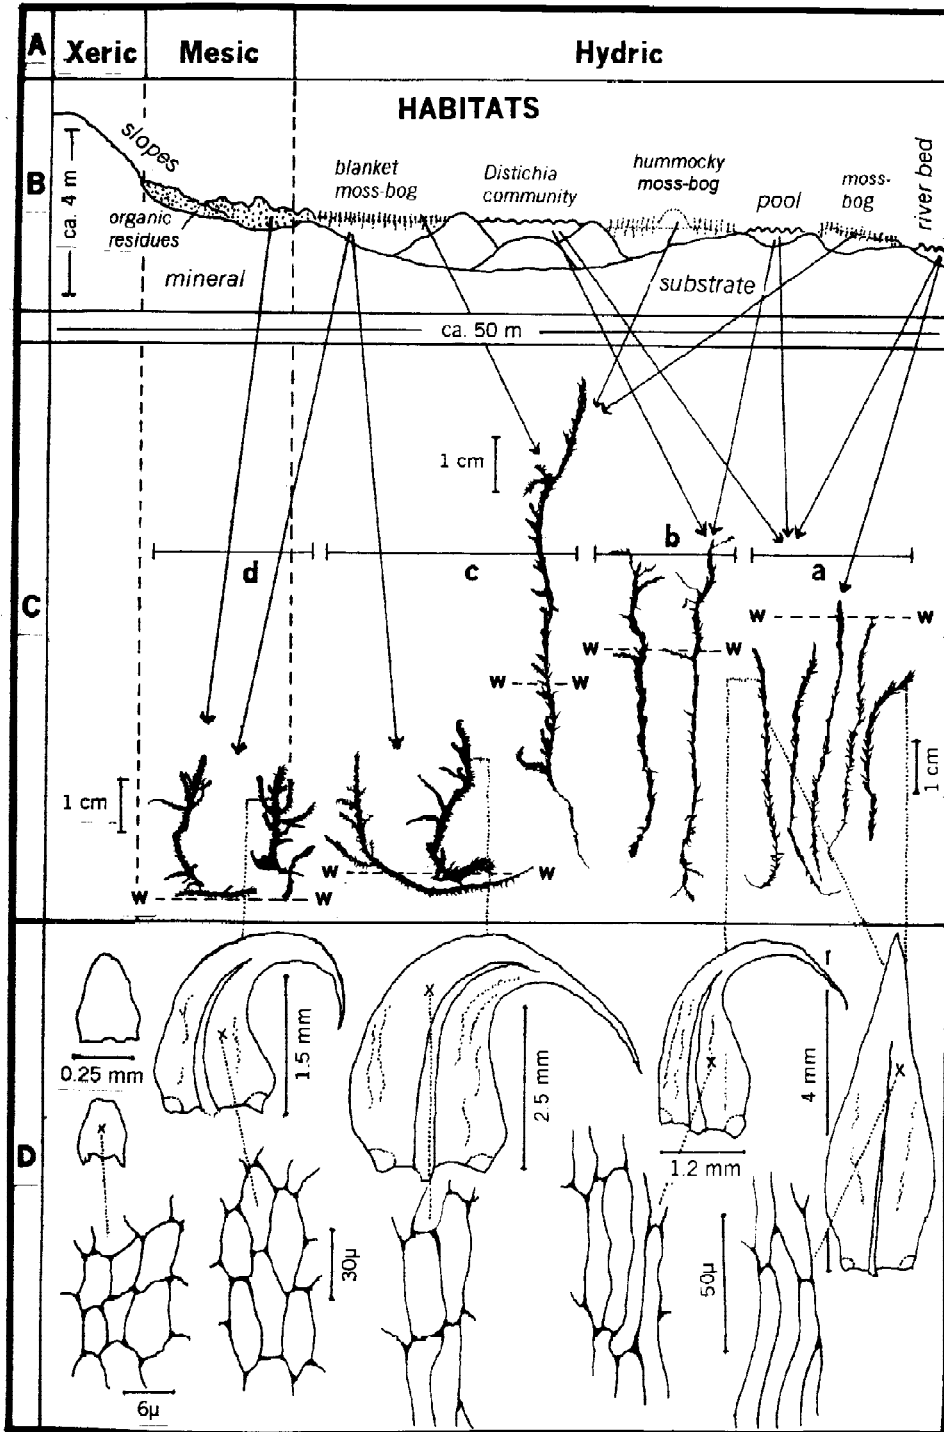 A
Xeric
Mesic
Hydric
HABITATS
B
ca. 4 m
slopes
organic
residues
mineral
blanket
moss-bog
Distichia
community
hummocky
moss-bog
pool
moss-
bog
river bed
substrate
ca. 50 m
C
1 cm
d
c
b
a
w
w
w
w
w
w
1 cm
1 cm
w
w
w
w
D
0.25 mm
1.5 mm
2.5 mm
1.2 mm
4 mm
x
x
x
x
x
30µ
50µ
6µ